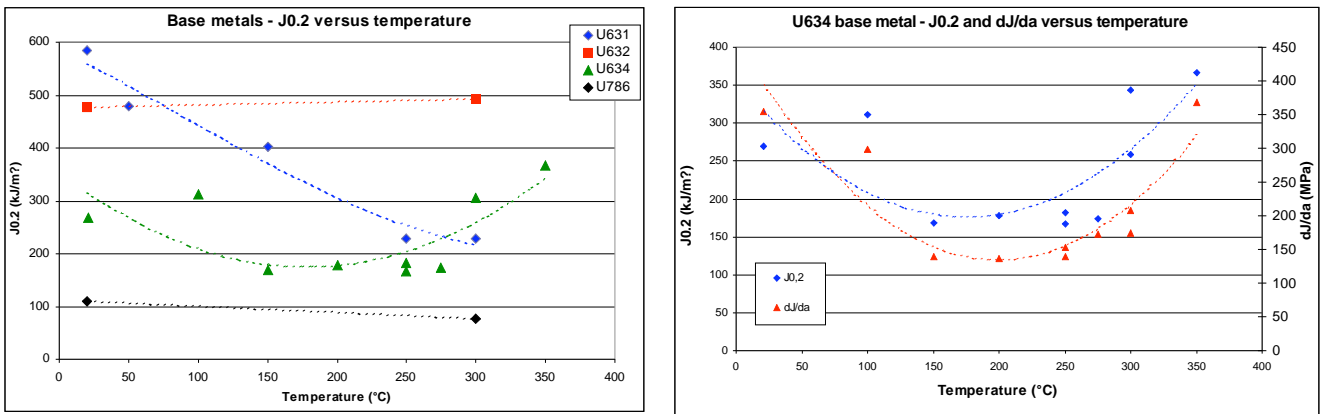 Base metals - J0.2 versus temperature
J0.2 (kJ/m?)
600
500
400
300
200
100
0
0 50 100 150 200 250 300 350 400
Temperature (°C)
U631
U632
U634
U786
U634 base metal - J0.2 and dJ/da versus temperature
J0.2 (kJ/m?)
400
350
300
250
200
150
100
50
0
0 50 100 150 200 250 300 350 400
Temperature (°C)
450
400
350
300
250
200
150
100
50
0
dJ/da (MPa)
J0,2
dJ/da